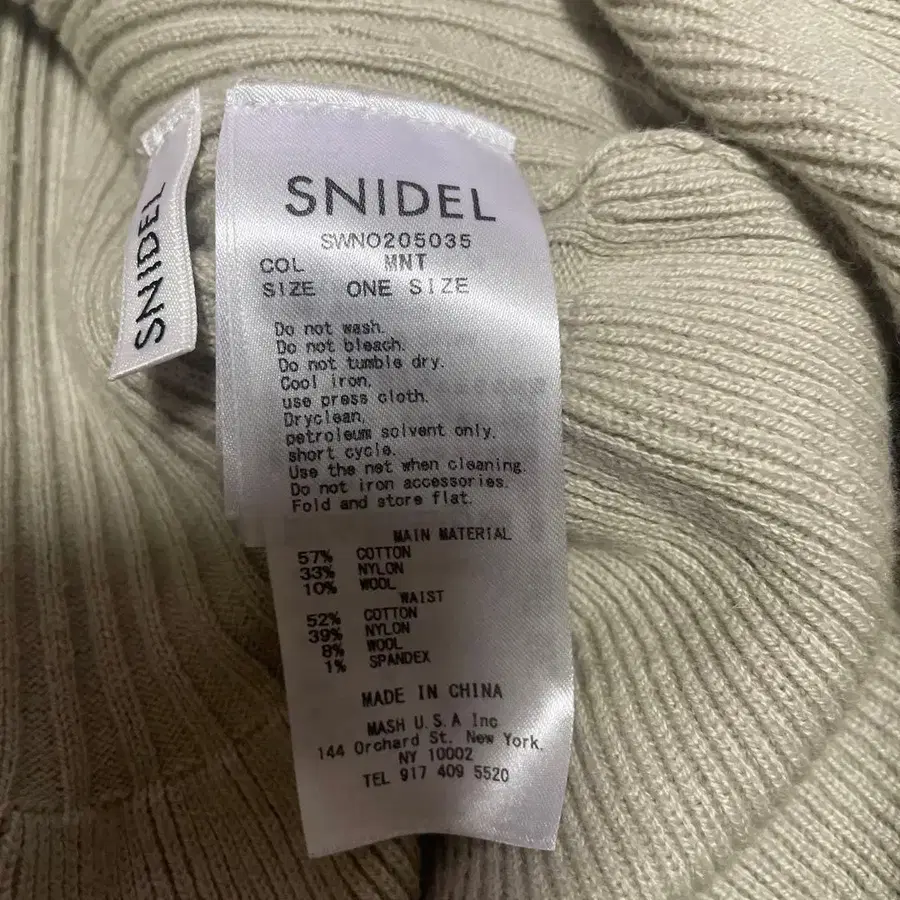 SNIDEL
SNIDEL
SWNO205035
COL MNT
SIZE ONE SIZE
Do not wash.
Do not bleach.
Do not tumble dry.
Cool iron,
use press cloth.
Dryclean,
petroleum solvent only,
short cycle.
Use the net when cleaning.
Do not iron accessories.
Fold and store flat.
MAIN MATERIAL
57% COTTON
33% NYLON
10% WOOL
WAIST
52% COTTON
39% NYLON
8% WOOL
1% SPANDEX
MADE IN CHINA
MASH U.S.A Inc
144 Orchard St. New York.
NY 10002
TEL 917 409 5520